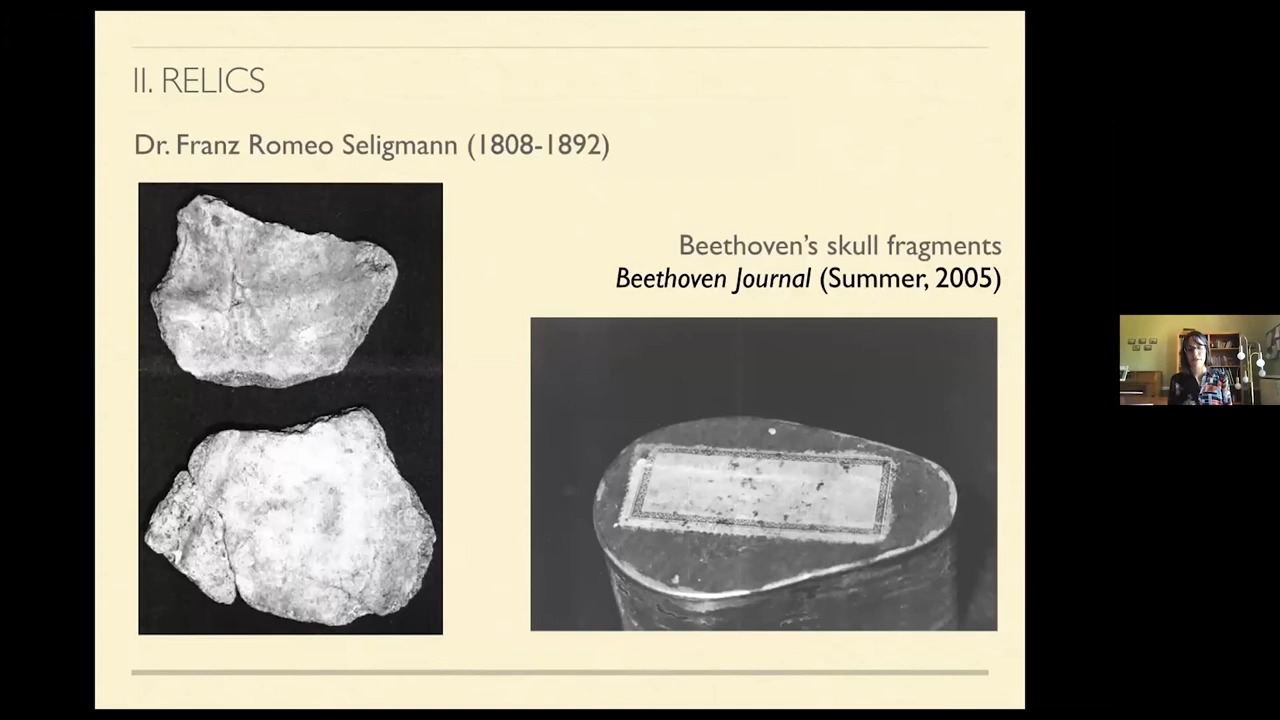 II. RELICS
Dr. Franz Romeo Seligmann (1808-1892)
Beethoven's skull fragments
Beethoven Journal (Summer, 2005)